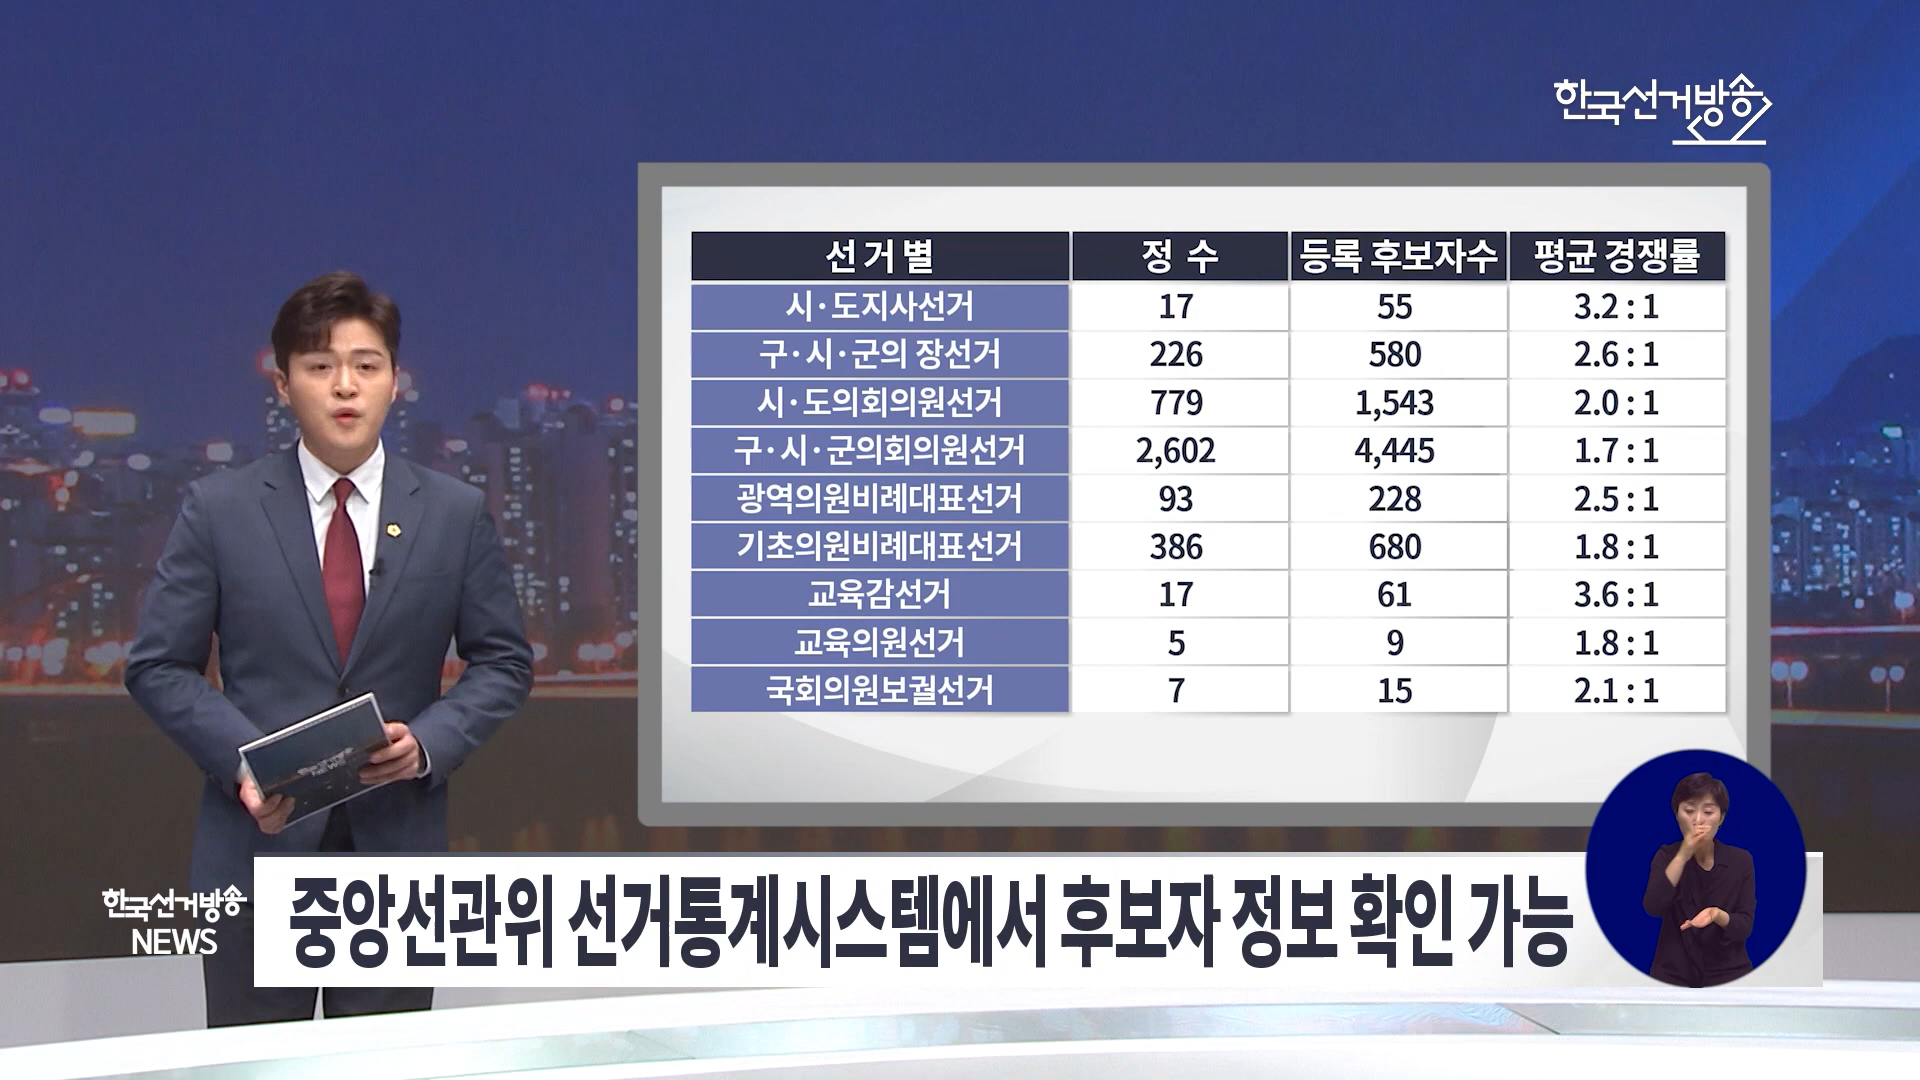 한국선거방송
선 거 별 정 수 등록 후보자수 평균 경쟁률
시·도지사선거 17 55 3.2 : 1
구·시·군의 장선거 226 580 2.6 : 1
시·도의회의원선거 779 1,543 2.0 : 1
구·시·군의회의원선거 2,602 4,445 1.7 : 1
광역의원비례대표선거 93 228 2.5 : 1
기초의원비례대표선거 386 680 1.8 : 1
교육감선거 17 61 3.6 : 1
교육의원선거 5 9 1.8 : 1
국회의원보궐선거 7 15 2.1 : 1
한국선거방송
NEWS
한국선거방송
NEWS
중앙선관위 선거통계시스템에서 후보자 정보 확인 가능